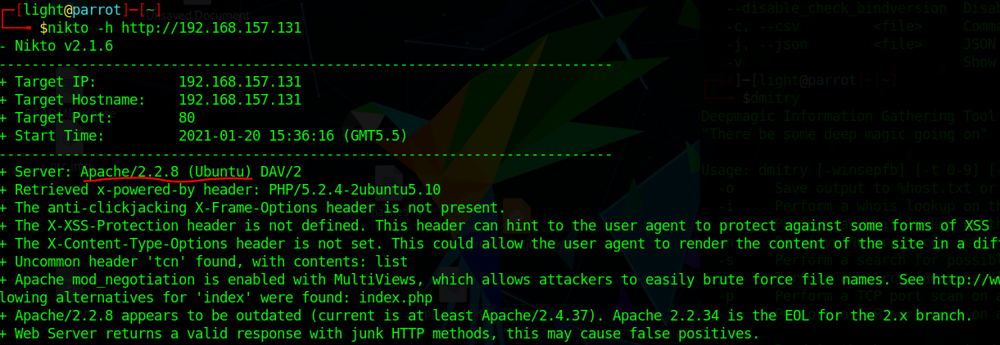 ┌─[light@parrot]─[~]
└──╼ $nikto -h http://192.168.157.131
- Nikto v2.1.6
---------------------------------------------------------------------------
+ Target IP:          192.168.157.131
+ Target Hostname:    192.168.157.131
+ Target Port:        80
+ Start Time:         2021-01-20 15:36:16 (GMT5.5)
---------------------------------------------------------------------------
+ Server: Apache/2.2.8 (Ubuntu) DAV/2
+ Retrieved x-powered-by header: PHP/5.2.4-2ubuntu5.10
+ The anti-clickjacking X-Frame-Options header is not present.
+ The X-XSS-Protection header is not defined. This header can hint to the user agent to protect against some forms of XSS
+ The X-Content-Type-Options header is not set. This could allow the user agent to render the content of the site in a dif
+ Uncommon header 'tcn' found, with contents: list
+ Apache mod_negotiation is enabled with MultiViews, which allows attackers to easily brute force file names. See http://w
lowing alternatives for 'index' were found: index.php
+ Apache/2.2.8 appears to be outdated (current is at least Apache/2.4.37). Apache 2.2.34 is the EOL for the 2.x branch.
+ Web Server returns a valid response with junk HTTP methods, this may cause false positives.
Unsaved Document
--disable_check_bindversion Disa
-c, --csv <file> Comma
-j, --json <file> JSON
-v Show
[light@parrot
$dmitry
Deepmagic Information Gathering Tool
"There be some deep magic going on"
Usage: dmitry [-winsepfb] [-t 0-9] [
-o Save output to %host.txt or
-i Perform a whois lookup on th
-s Perform a search for possib
-p Perform a TCP port scan on